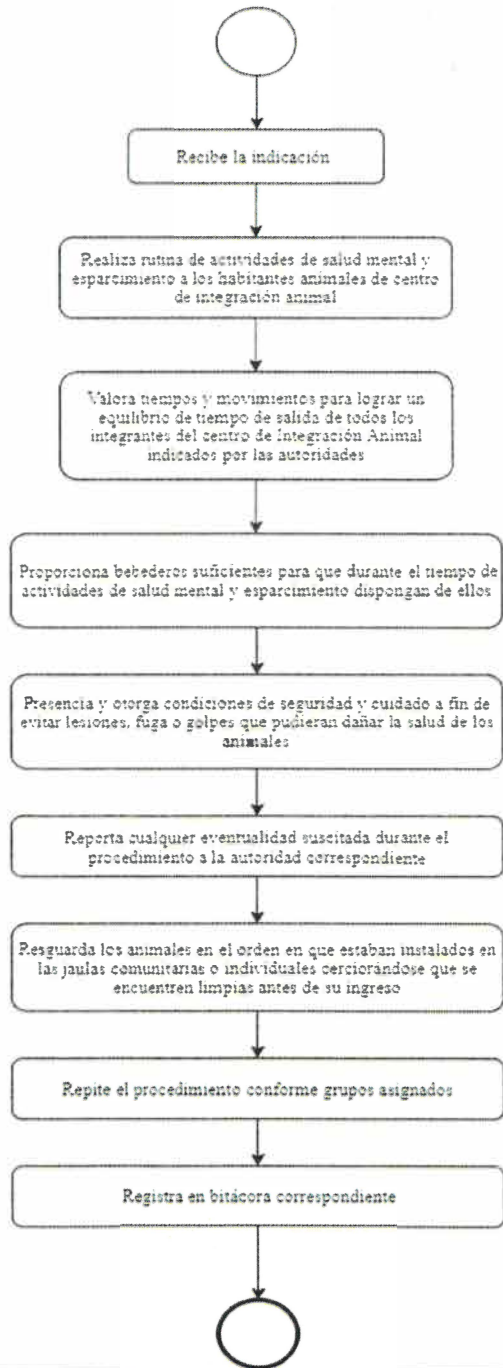 Recibe la indicación
Realiza rutina de actividades de salud mental y
esparcimiento a los habitantes animales de centro
de integración animal
Valora tiempos y movimientos para lograr un
equilibrio de tiempo de salida de todos los
integrantes del centro de Integración Animal
indicados por las autoridades
Proporciona bebederos suficientes para que durante el tiempo de
actividades de salud mental y esparcimiento dispongan de ellos
Presencia y otorga condiciones de seguridad y cuidado a fin de
evitar lesiones, fuga o golpes que pudieran dañar la salud de los
animales
Reporta cualquier eventualidad suscitada durante el
procedimiento a la autoridad correspondiente
Resguarda los animales en el orden en que estaban instalados en
las jaulas comunitarias o individuales cerciorándose que se
encuentren limpias antes de su ingreso
Repite el procedimiento conforme grupos asignados
Registra en bitácora correspondiente